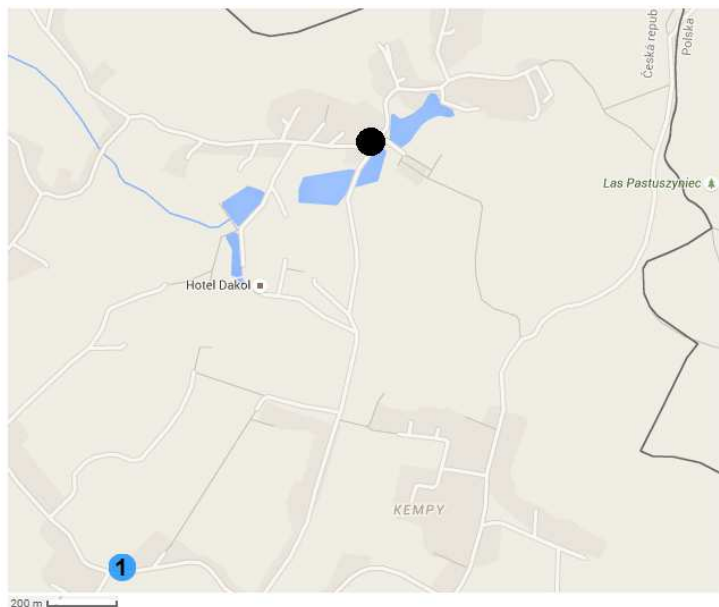 Česká repub
Polska
Las Pastuszyniec
Hotel Dakol
KEMPY
1
200 m